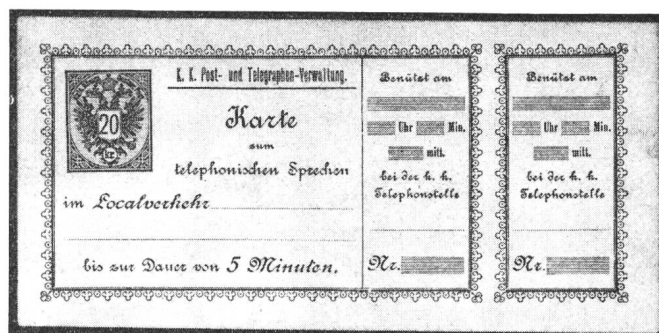 K. K. Post- und Telegraphen-Verwaltung.
20
kr.
Karte
zum
telephonischen Sprechen
im Localverkehr
bis zur Dauer von 5 Minuten.
Benützt am
Uhr Min.
mitt.
bei der k. k.
Telephonstelle
Nr.
Benützt am
Uhr Min.
mitt.
bei der k. k.
Telephonstelle
Nr.